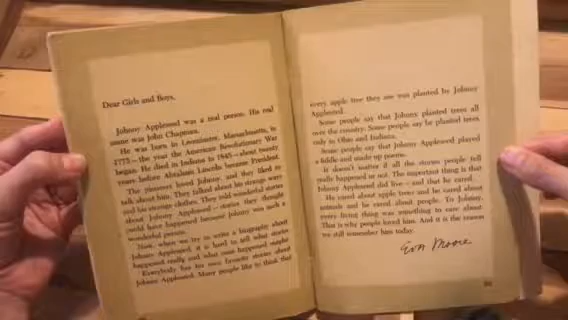 Dear Girls and Boys,
Johnny Appleseed was a real person. His real
name was John Chapman.
He was born in Leominster, Massachusetts, in
1775—the year the American Revolutionary War
began. He died in Indiana in 1845—about twenty
years before Abraham Lincoln became President.
The pioneers loved Johnny, and they liked to
talk about him. They talked about his strange ways
and his strange clothes. They told stories
about Johnny Appleseed—stories they thought
could have happened because Johnny was such a
wonderful person.
Now, when we try to write a biography about
Johnny Appleseed, it is hard to tell what stories
happened really and what ones happened maybe.
Everybody has his own favorite stories about
Johnny Appleseed. Many people like to think that
every apple tree they see was planted by Johnny
Appleseed.
Some people say that Johnny planted trees all
over the country. Some people say he planted trees
only in Ohio and Indiana.
Some people say that Johnny Appleseed played
a fiddle and made up poems.
It doesn't matter if all the stories people tell
really happened or not. The important thing is that
Johnny Appleseed did live—and that he cared.
He cared about apple trees and he cared about
animals and he cared about people. To Johnny,
every living thing was something to care about.
That is why people loved him. And it is the reason
we still remember him today.
Eva Moore